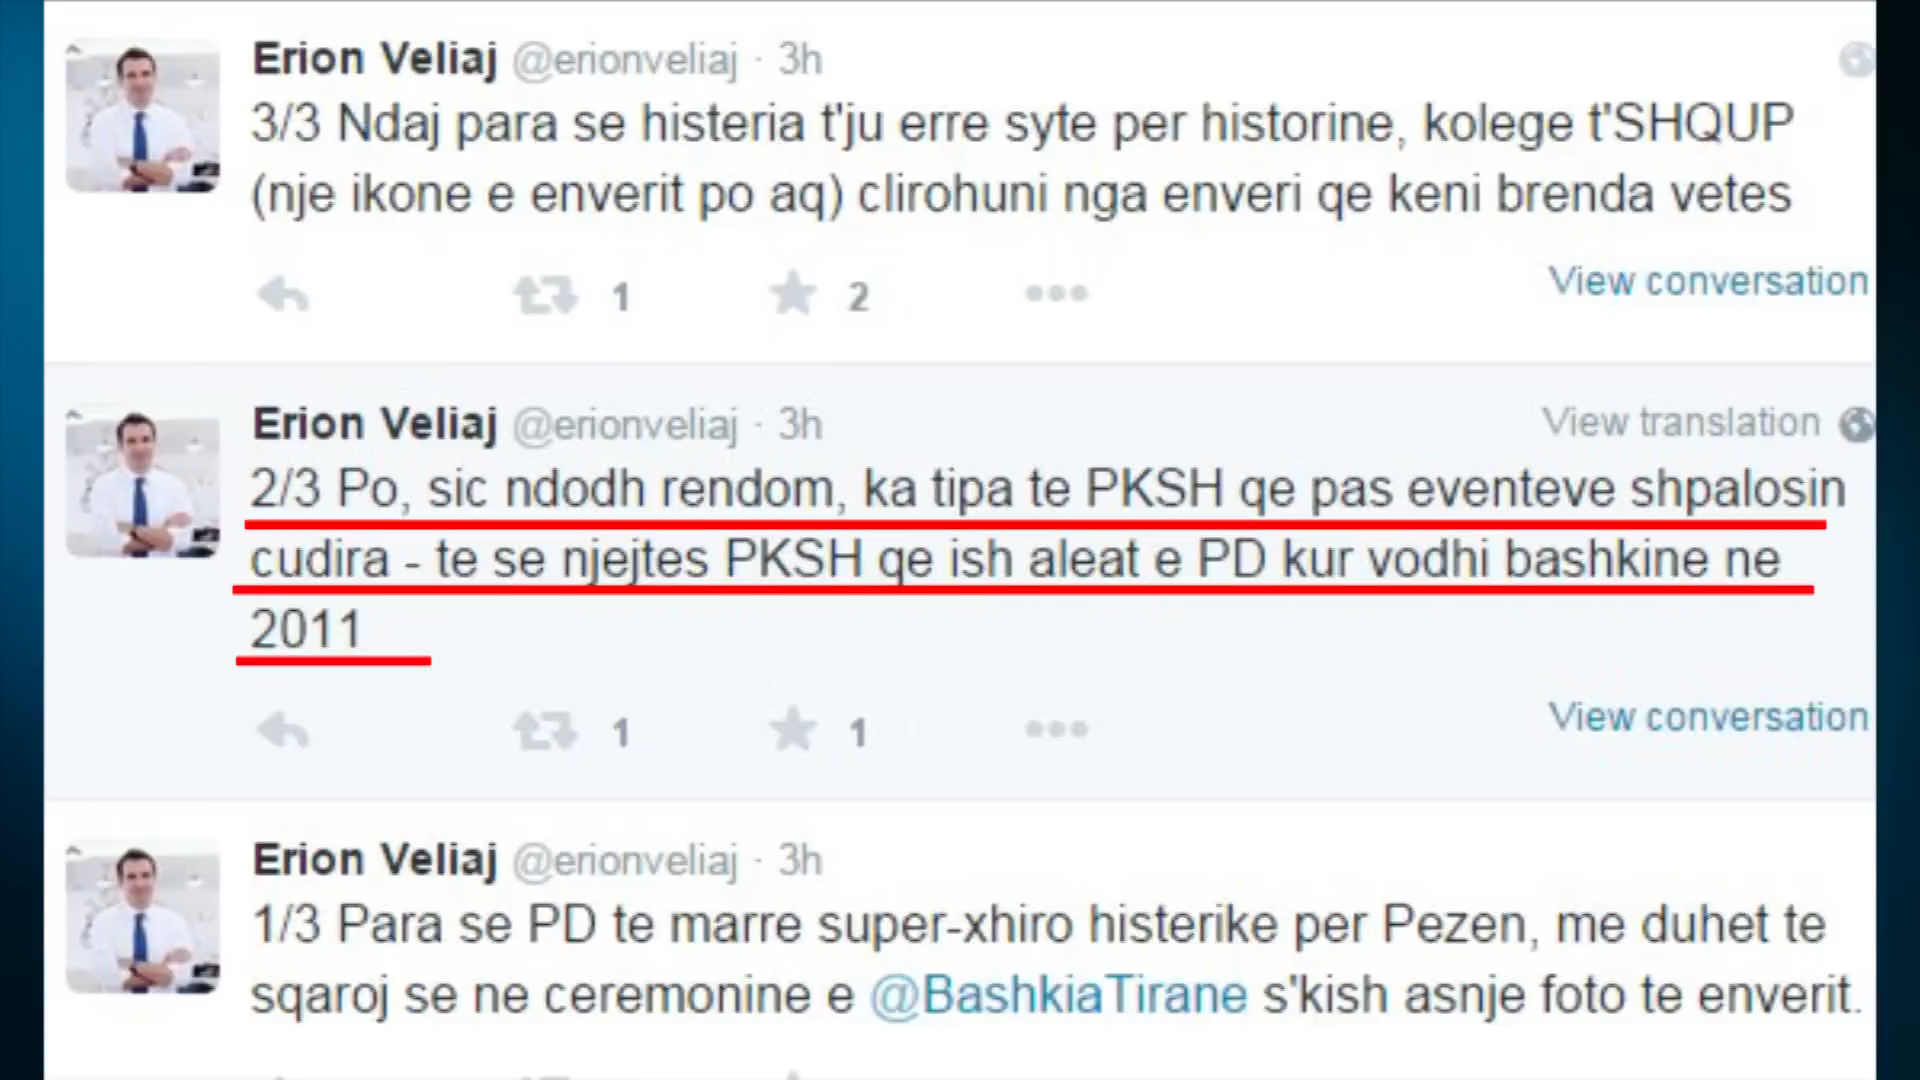 Erion Veliaj @erionveliaj · 3h
3/3 Ndaj para se histeria t'ju erre syte per historine, kolege t'SHQUP
(nje ikone e enverit po aq) clirohuni nga enveri qe keni brenda vetes
1 2
View conversation
Erion Veliaj @erionveliaj · 3h
View translation
2/3 Po, sic ndodh rendom, ka tipa te PKSH qe pas eventeve shpalosin
cudira - te se njejtes PKSH qe ish aleat e PD kur vodhi bashkine ne
2011
1 1
View conversation
Erion Veliaj @erionveliaj · 3h
1/3 Para se PD te marre super-xhiro histerike per Pezen, me duhet te
sqaroj se ne ceremonine e @BashkiaTirane s'kish asnje foto te enverit.